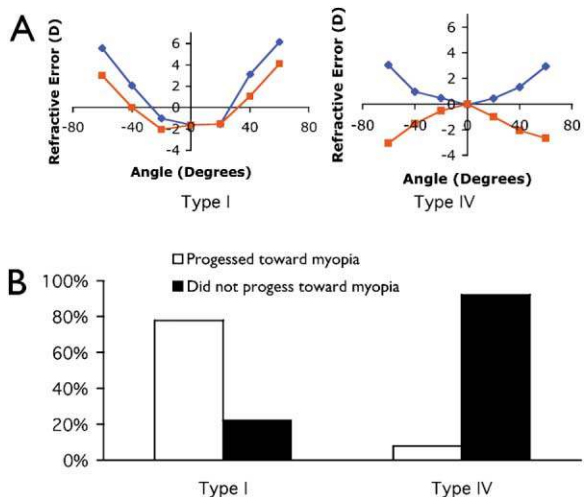 A
Refractive Error (D)
6
4
2
0
-2
-4
-80
-40
0
40
80
Angle (Degrees)
Type I
Refractive Error (D)
6
4
2
0
-2
-4
-80
-40
0
40
80
Angle (Degrees)
Type IV
B
Progessed toward myopia
Did not progess toward myopia
100%
80%
60%
40%
20%
0%
Type I
Type IV